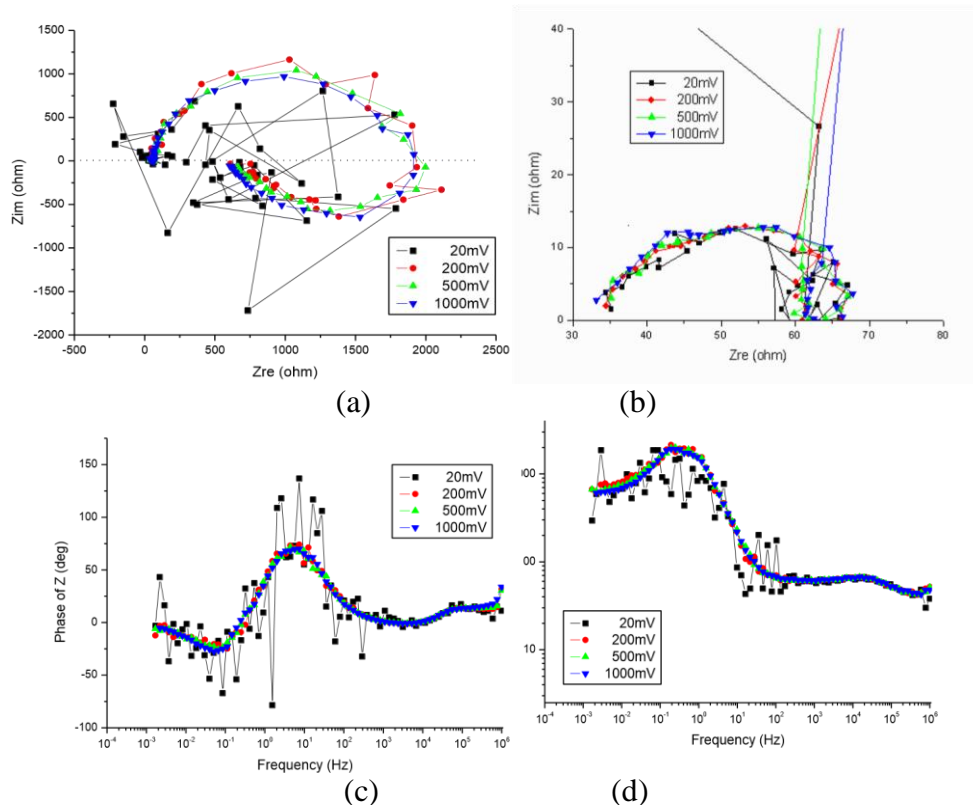 1500
1000
500
0
-500
-1000
-1500
-2000
Zim (ohm)
-500 0 500 1000 1500 2000 2500
Zre (ohm)
20mV
200mV
500mV
1000mV
(a)
40
30
20
10
0
Zim (ohm)
30 40 50 60 70 80
Zre (ohm)
20mV
200mV
500mV
1000mV
(b)
150
100
50
0
-50
-100
Phase of Z (deg)
10⁻⁴ 10⁻³ 10⁻² 10⁻¹ 10⁰ 10¹ 10² 10³ 10⁴ 10⁵ 10⁶
Frequency (Hz)
20mV
200mV
500mV
1000mV
(c)
00
00
10
10⁻⁴ 10⁻³ 10⁻² 10⁻¹ 10⁰ 10¹ 10² 10³ 10⁴ 10⁵ 10⁶
Frequency (Hz)
20mV
200mV
500mV
1000mV
(d)